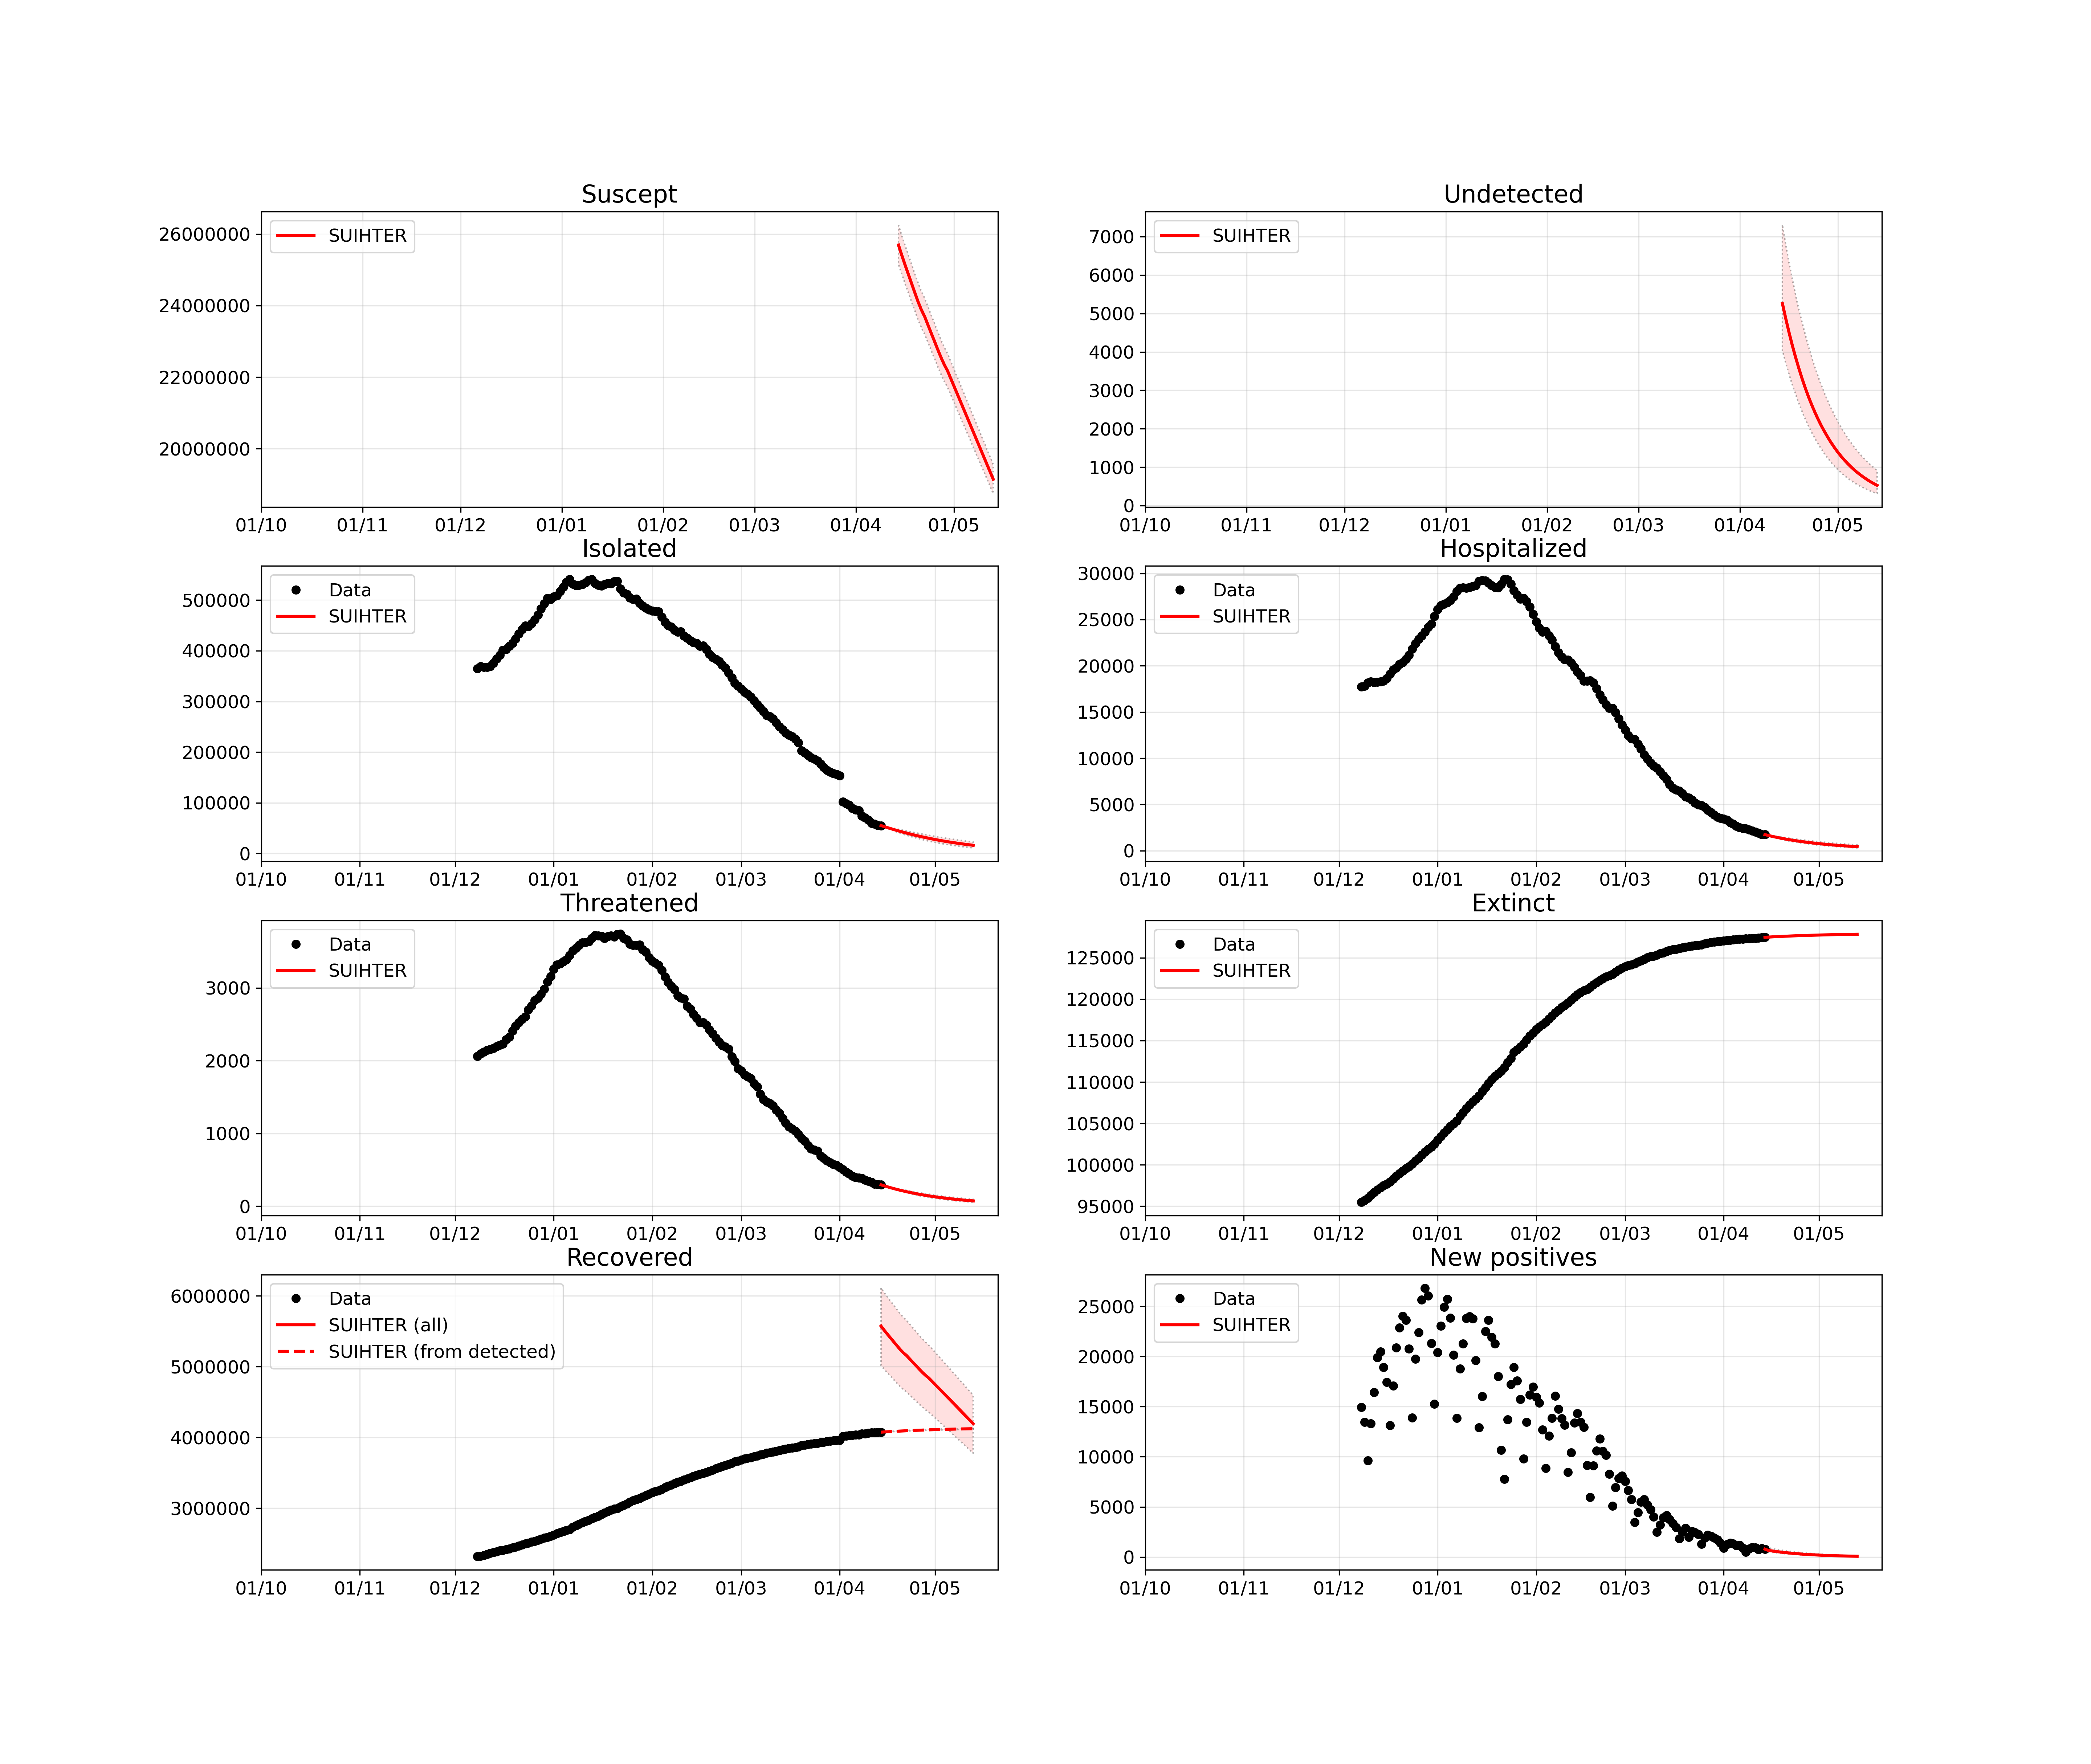 Suscept
SUIHTER
26000000
24000000
22000000
20000000
01/10 01/11 01/12 01/01 01/02 01/03 01/04 01/05
Undetected
SUIHTER
7000
6000
5000
4000
3000
2000
1000
0
01/10 01/11 01/12 01/01 01/02 01/03 01/04 01/05
Isolated
Data
SUIHTER
500000
400000
300000
200000
100000
0
01/10 01/11 01/12 01/01 01/02 01/03 01/04 01/05
Hospitalized
Data
SUIHTER
30000
25000
20000
15000
10000
5000
0
01/10 01/11 01/12 01/01 01/02 01/03 01/04 01/05
Threatened
Data
SUIHTER
3000
2000
1000
0
01/10 01/11 01/12 01/01 01/02 01/03 01/04 01/05
Extinct
Data
SUIHTER
125000
120000
115000
110000
105000
100000
95000
01/10 01/11 01/12 01/01 01/02 01/03 01/04 01/05
Recovered
Data
SUIHTER (all)
SUIHTER (from detected)
6000000
5000000
4000000
3000000
01/10 01/11 01/12 01/01 01/02 01/03 01/04 01/05
New positives
Data
SUIHTER
25000
20000
15000
10000
5000
0
01/10 01/11 01/12 01/01 01/02 01/03 01/04 01/05